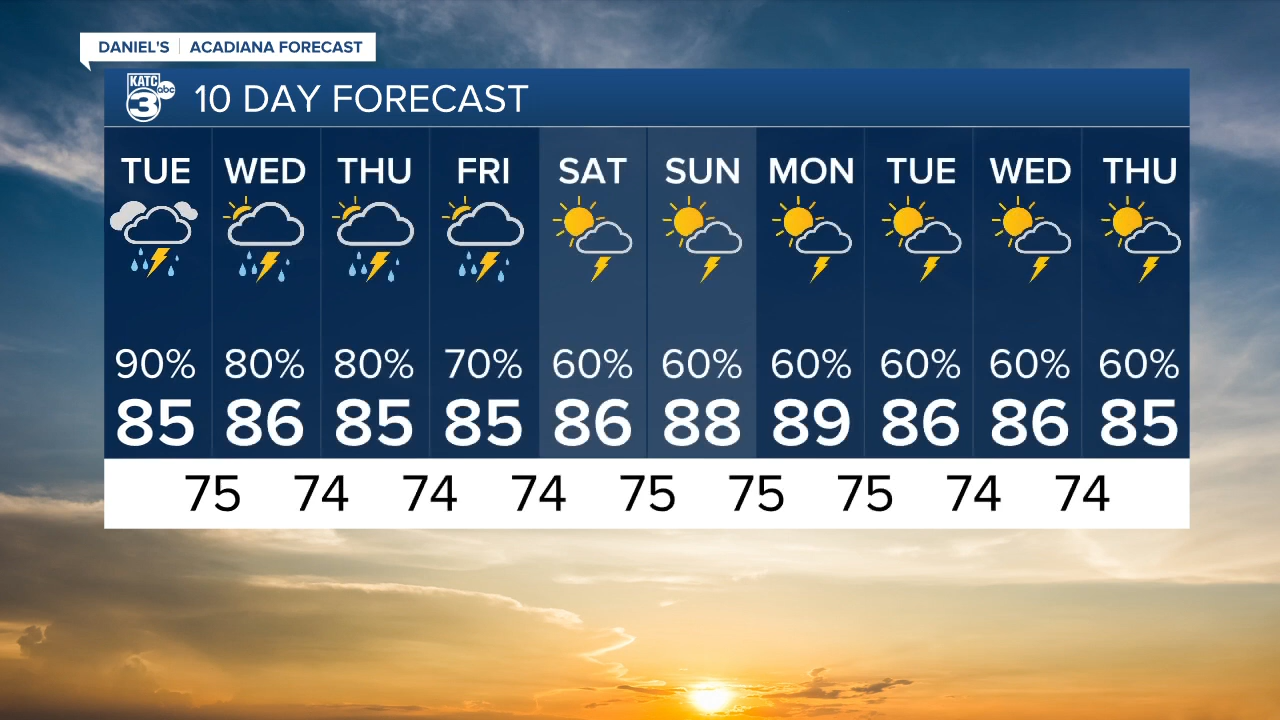 DANIEL'S | ACADIANA FORECAST
KATC 3 abc 10 DAY FORECAST
TUE WED THU FRI SAT SUN MON TUE WED THU
90% 80% 80% 70% 60% 60% 60% 60% 60% 60%
85 86 85 85 86 88 89 86 86 85
75 74 74 74 75 75 75 74 74